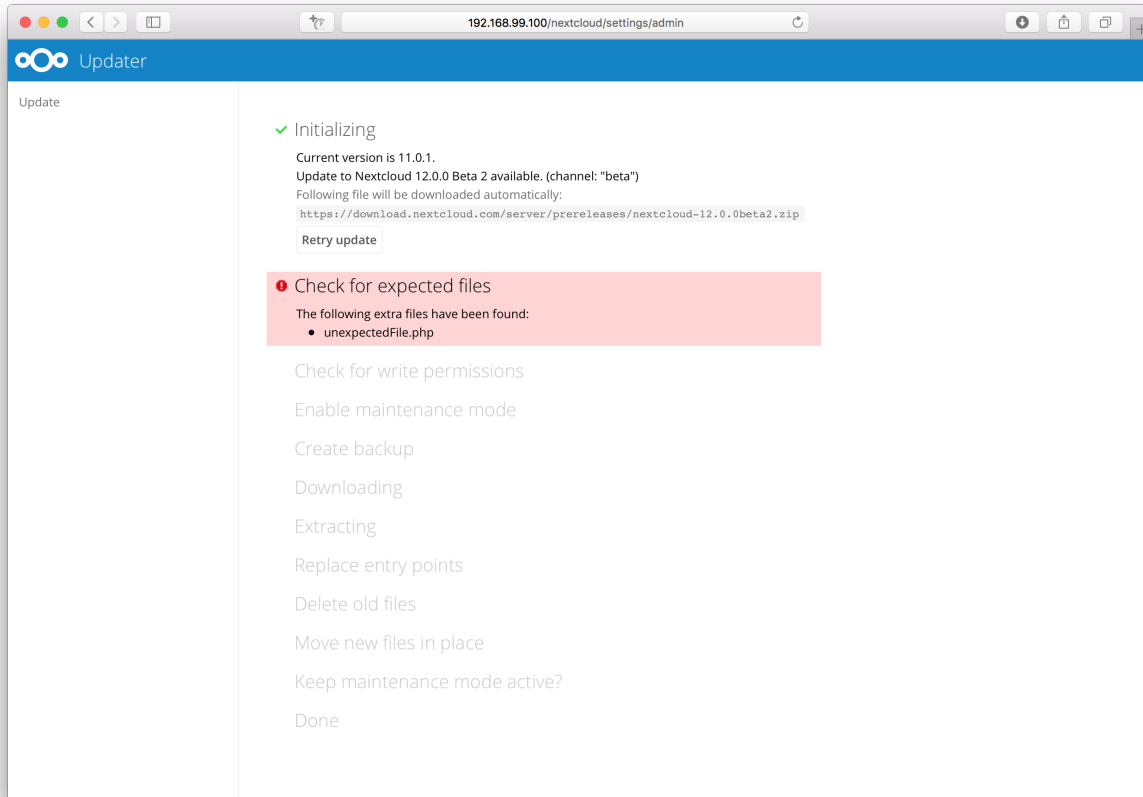 192.168.99.100/nextcloud/settings/admin
Updater
Update
Initializing
Current version is 11.0.1.
Update to Nextcloud 12.0.0 Beta 2 available. (channel: "beta")
Following file will be downloaded automatically:
https://download.nextcloud.com/server/prereleases/nextcloud-12.0.0beta2.zip
Retry update
Check for expected files
The following extra files have been found:
unexpectedFile.php
Check for write permissions
Enable maintenance mode
Create backup
Downloading
Extracting
Replace entry points
Delete old files
Move new files in place
Keep maintenance mode active?
Done